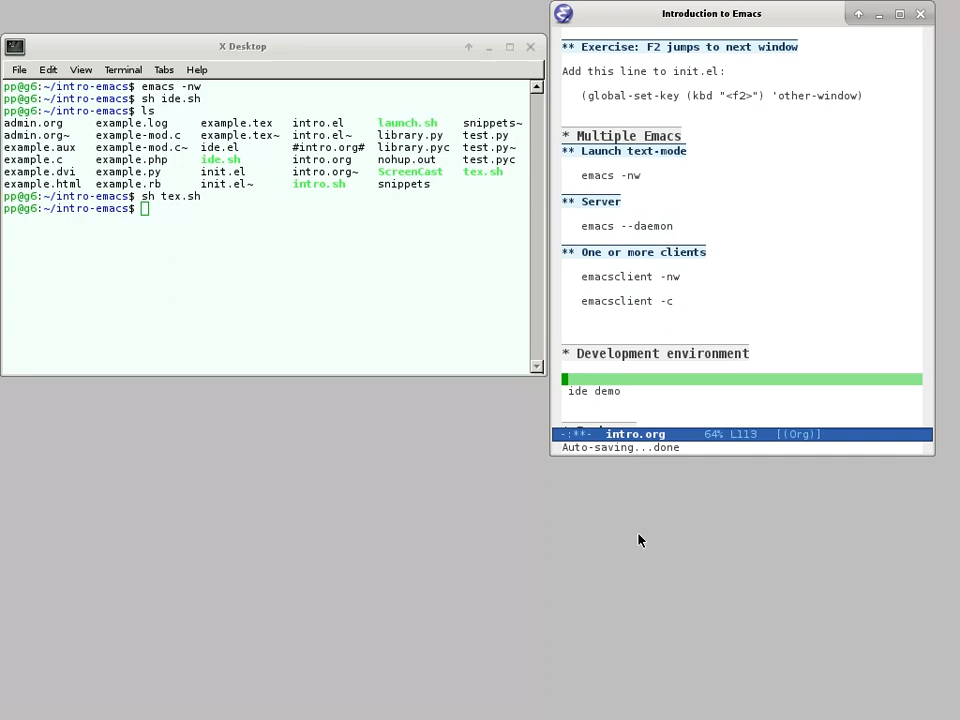 X Desktop
File Edit View Terminal Tabs Help
pp@g6:~/intro-emacs$ emacs -nw
pp@g6:~/intro-emacs$ sh ide.sh
pp@g6:~/intro-emacs$ ls
admin.org example.log example.tex intro.el launch.sh snippets~
admin.org~ example-mod.c example.tex~ intro.el~ library.py test.py
example.aux example-mod.c~ ide.el #intro.org# library.pyc test.py~
example.c example.php ide.sh intro.org nohup.out test.pyc
example.dvi example.py init.el intro.org~ ScreenCast tex.sh
example.html example.rb init.el~ intro.sh snippets
pp@g6:~/intro-emacs$ sh tex.sh
pp@g6:~/intro-emacs$
Introduction to Emacs
** Exercise: F2 jumps to next window
Add this line to init.el:
(global-set-key (kbd "<f2>") 'other-window)
* Multiple Emacs
** Launch text-mode
emacs -nw
** Server
emacs --daemon
** One or more clients
emacsclient -nw
emacsclient -c
* Development environment
ide demo
-:**- intro.org 64% L113 [(Org)]
Auto-saving...done